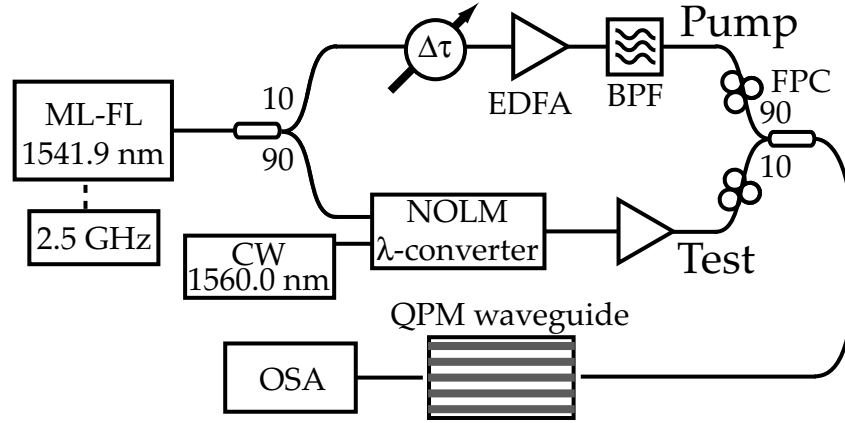 Pump
Δτ
10
EDFA
BPF
FPC
ML-FL
1541.9 nm
90
10
90
2.5 GHz
NOLM
λ-converter
CW
1560.0 nm
Test
QPM waveguide
OSA